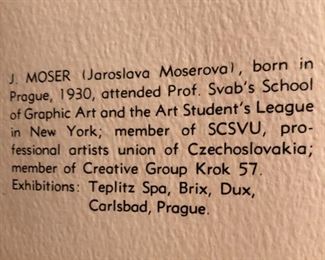 J. MOSER (Jaroslava Moserova), born in
Prague, 1930, attended Prof. Svab's School
of Graphic Art and the Art Student's League
in New York; member of SCSVU, pro-
fessional artists union of Czechoslovakia;
member of Creative Group Krok 57.
Exhibitions: Teplitz Spa, Brix, Dux,
Carlsbad, Prague.